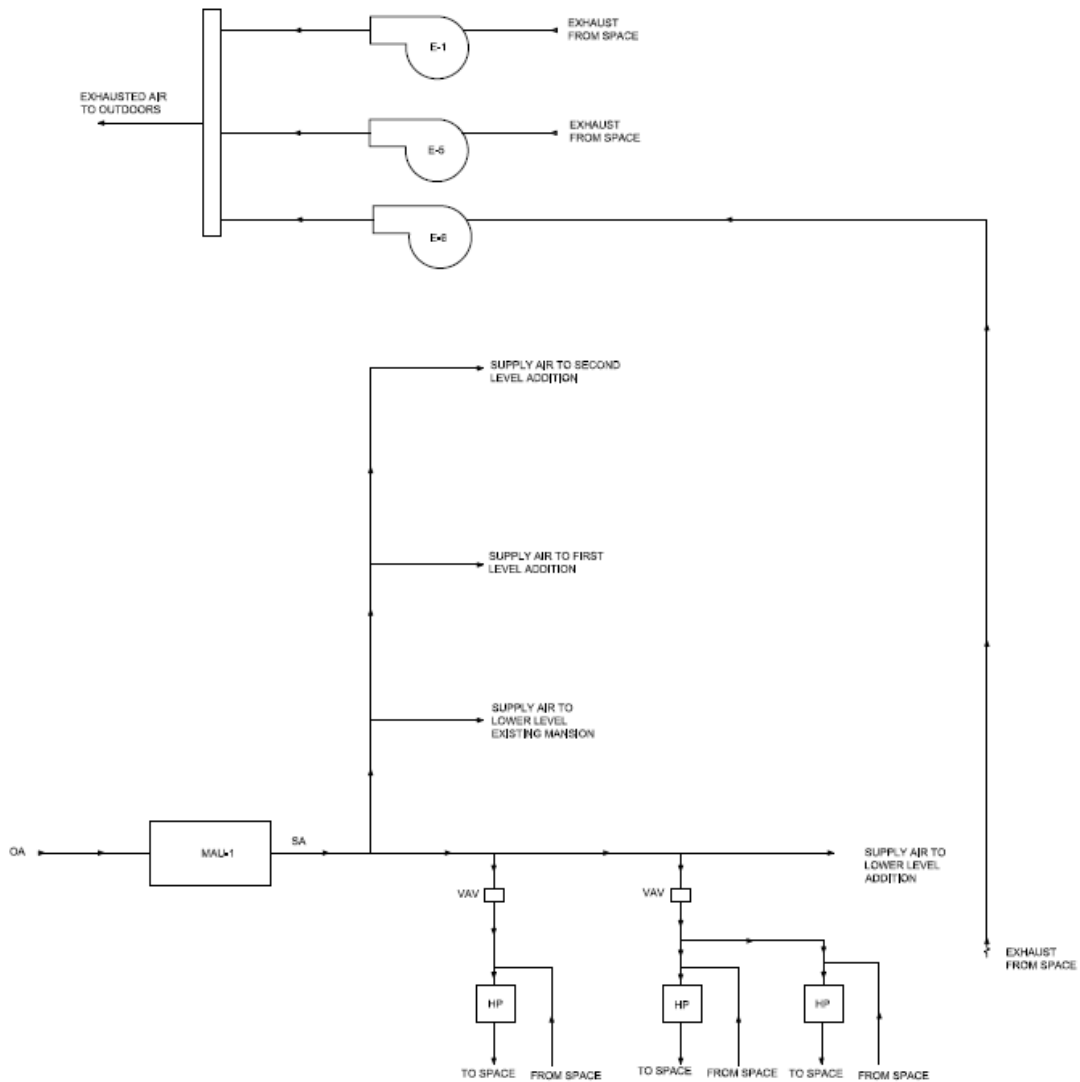 EXHAUST
FROM SPACE
E-1
EXHAUSTED AIR
TO OUTDOORS
EXHAUST
FROM SPACE
E-5
E-6
SUPPLY AIR TO SECOND
LEVEL ADDITION
SUPPLY AIR TO FIRST
LEVEL ADDITION
SUPPLY AIR TO
LOWER LEVEL
EXISTING MANSION
OA
MAU-1
SA
SUPPLY AIR TO
LOWER LEVEL
ADDITION
VAV
VAV
EXHAUST
FROM SPACE
HP
HP
HP
TO SPACE
FROM SPACE
TO SPACE
FROM SPACE
TO SPACE
FROM SPACE